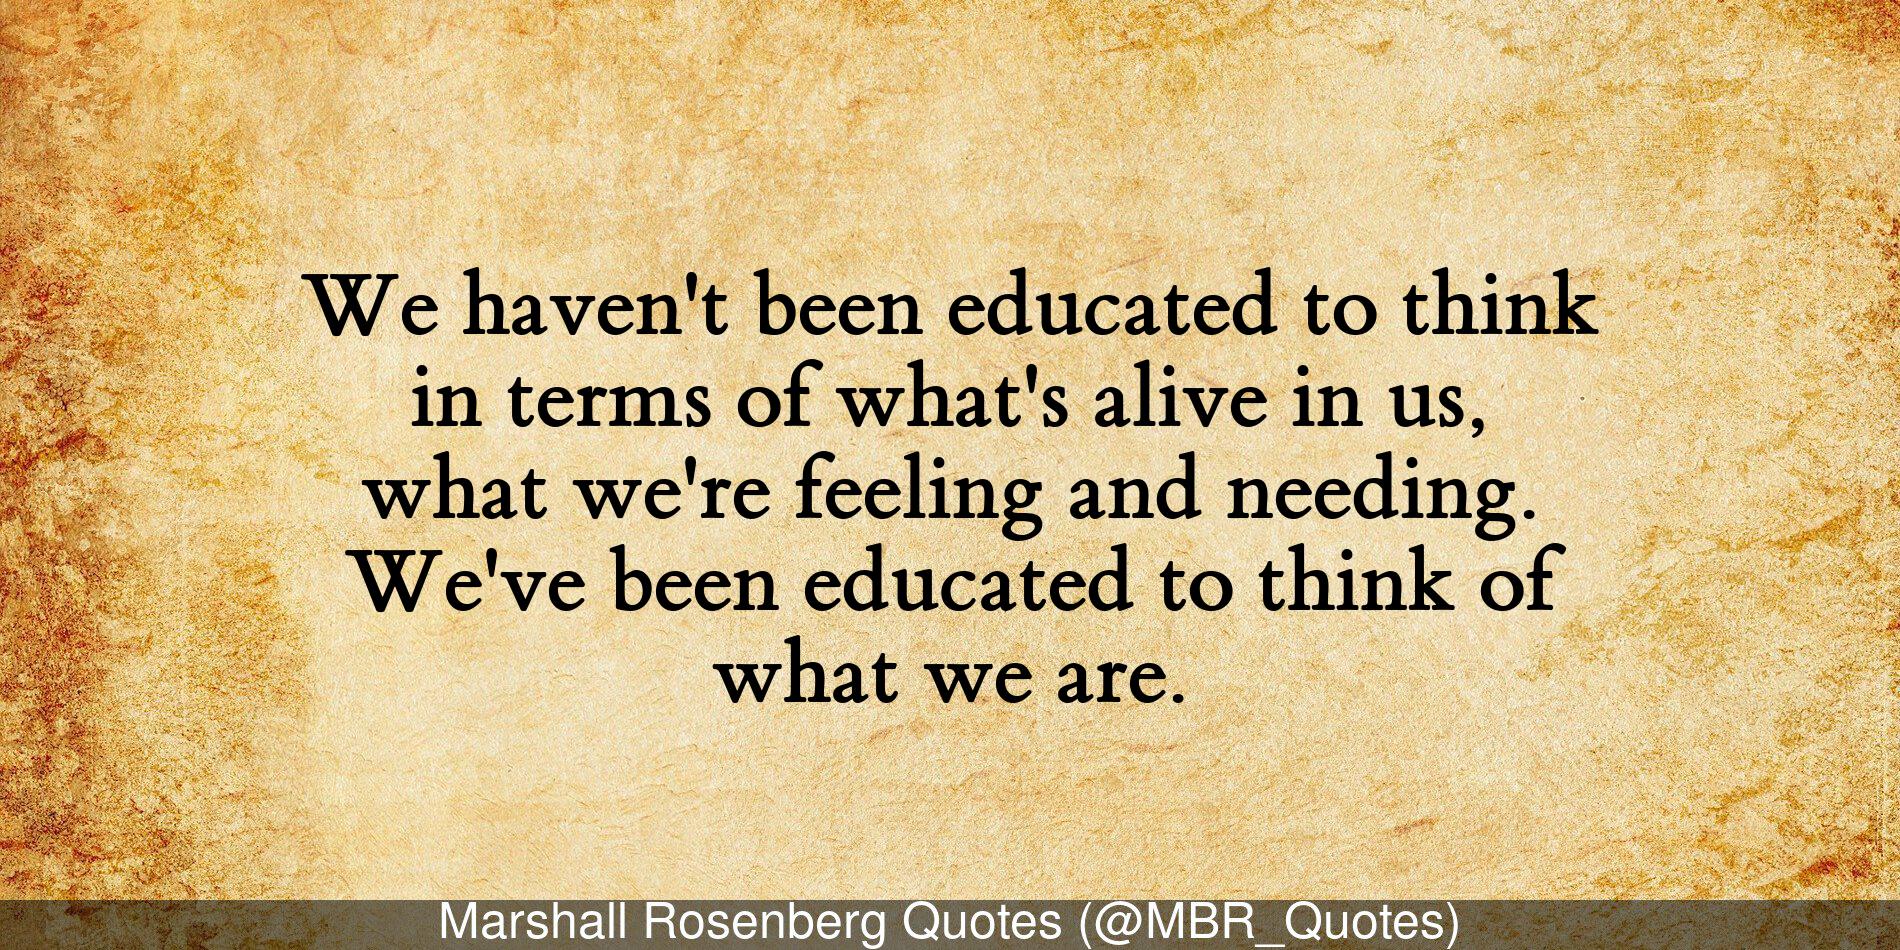 We haven't been educated to think
in terms of what's alive in us,
what we're feeling and needing.
We've been educated to think of
what we are.
Marshall Rosenberg Quotes (@MBR_Quotes)